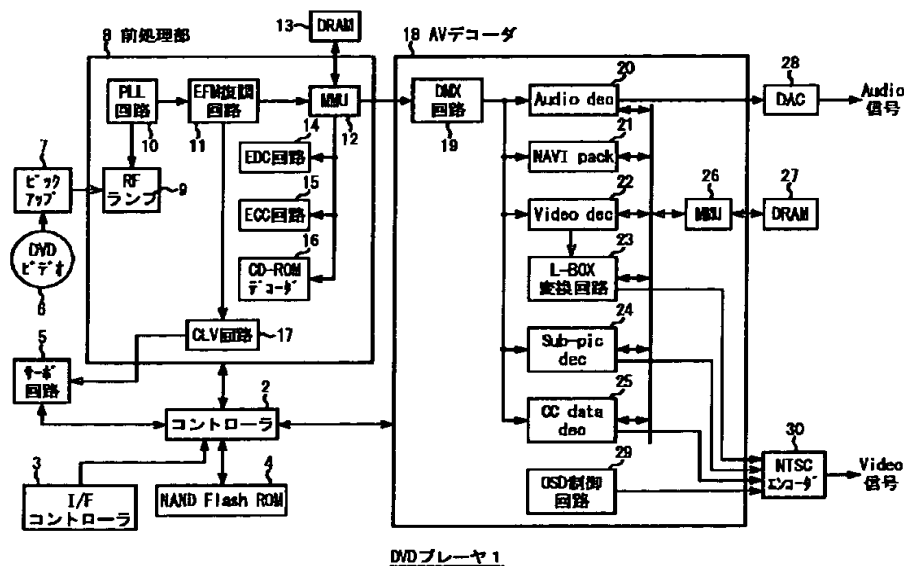 13
DRAM
8 前処理部
PLL
回路
10
EFM復調
回路
11
MMU
12
14
EDC回路
15
ECC回路
16
CD-ROM
デコーダ
RF
ランプ
9
CLV回路
17
7
ピック
アップ
DVD
ビデオ
6
5
サーボ
回路
2
コントローラ
3
I/F
コントローラ
4
NAND Flash ROM
18 AVデコーダ
DMX
回路
19
20
Audio dec
21
NAVI pack
22
Video dec
23
L-BOX
変換回路
24
Sub-pic
dec
25
CC data
dec
29
OSD制御
回路
26
MMU
27
DRAM
28
DAC
Audio
信号
30
NTSC
エンコーダ
Video
信号
DVDプレーヤ1